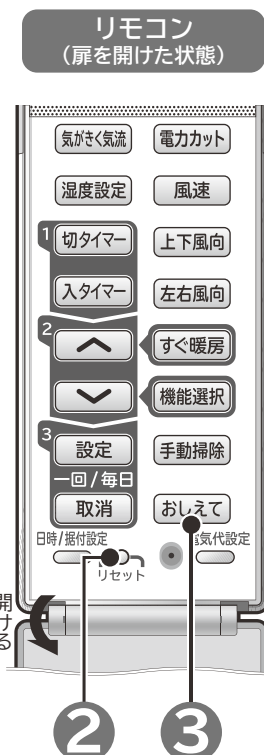 リモコン
（扉を開けた状態）
気がきく気流 電力カット
湿度設定 風速
1 切タイマー 上下風向
入タイマー 左右風向
2 すぐ暖房
機能選択
3 設定 手動掃除
一回/毎日
取消 おしえて
日時/据付設定 電気代設定
リセット
開ける
2 3